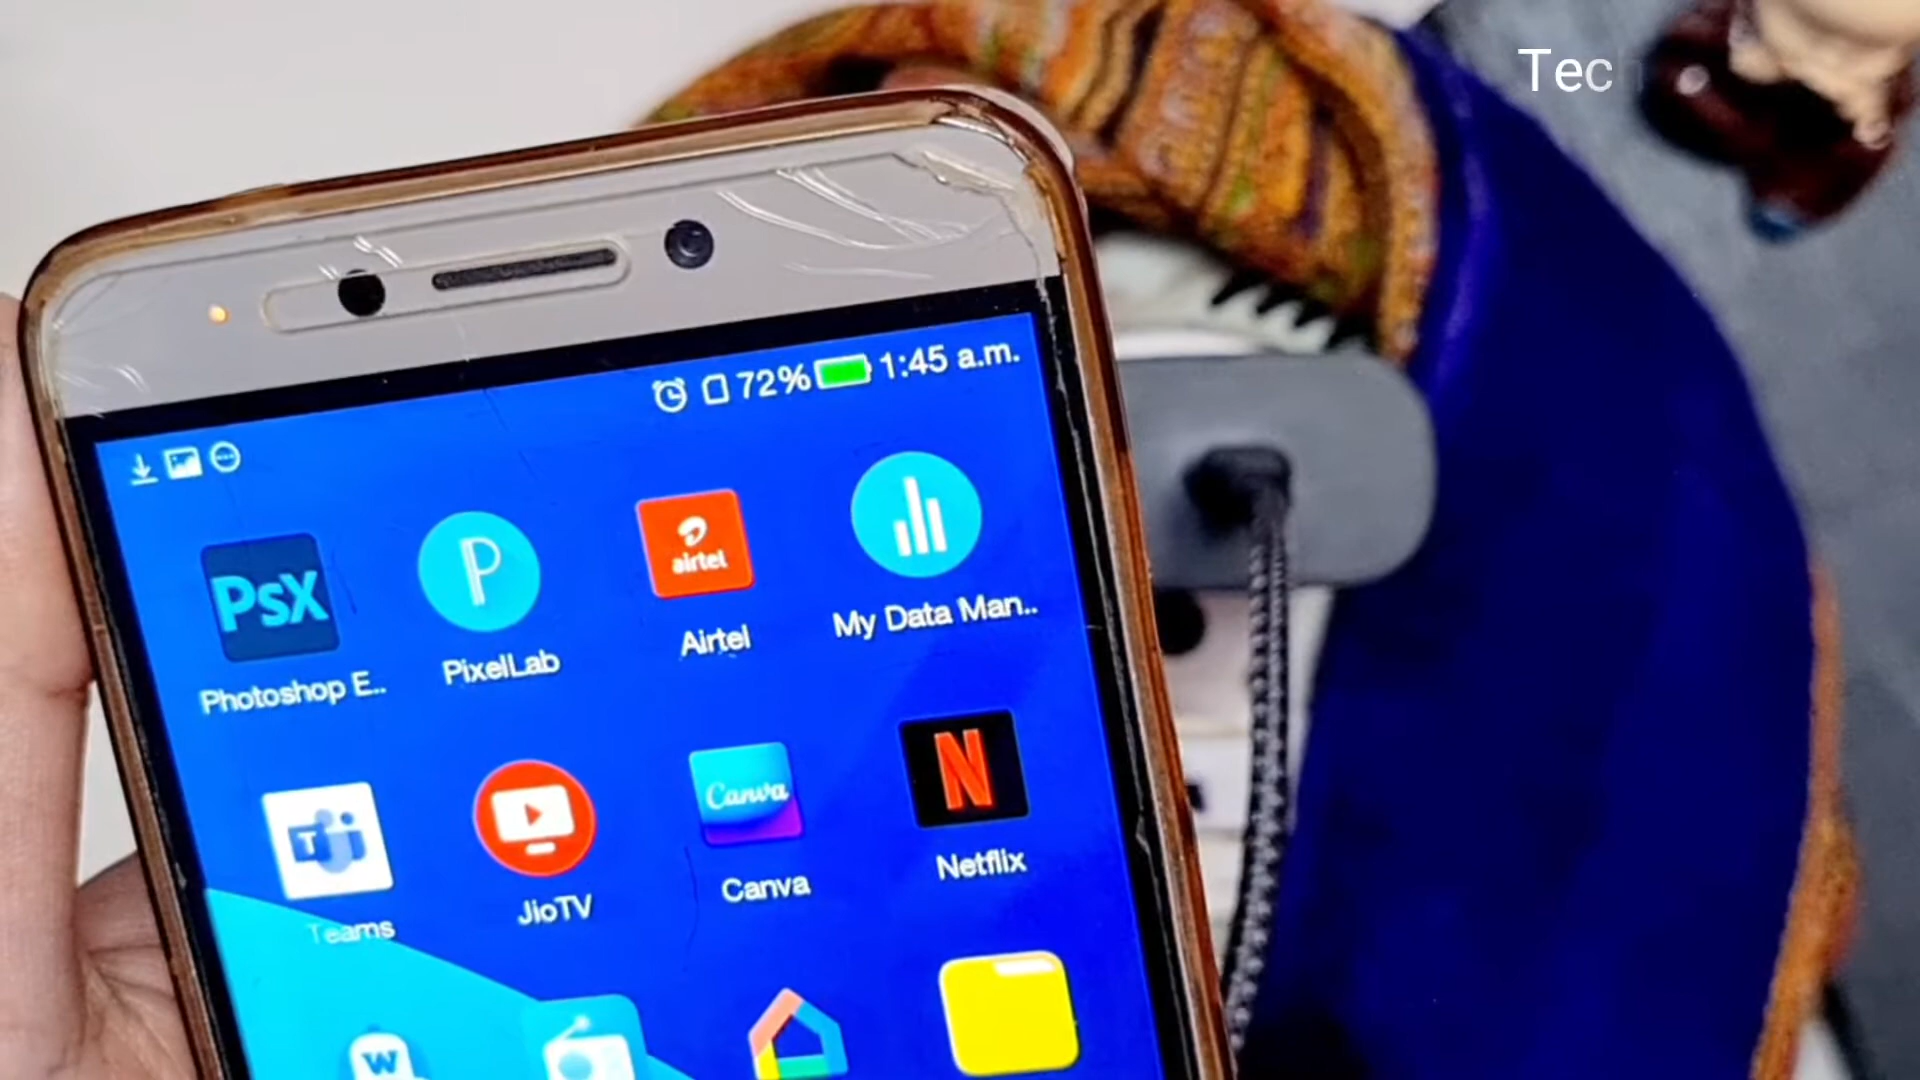 Tec
72% 1:45 a.m.
PsX
P
airtel
Photoshop E..
PixelLab
Airtel
My Data Man..
T
Canva
N
Teams
JioTV
Canva
Netflix
W